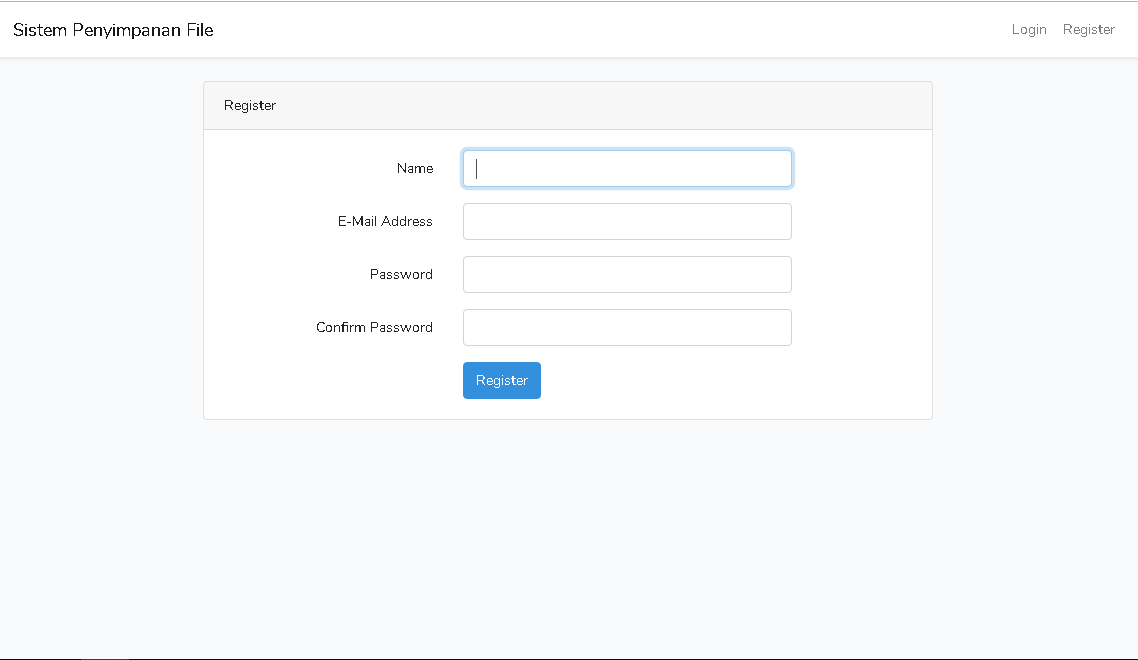 Sistem Penyimpanan File
Login Register
Register
Name
E-Mail Address
Password
Confirm Password
Register